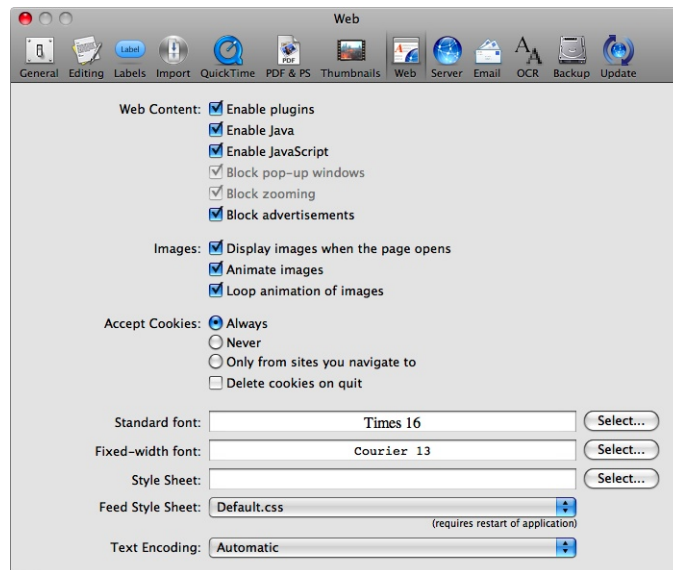 Web
General Editing Labels Import QuickTime PDF & PS Thumbnails Web Server Email OCR Backup Update
Label
PDF
Web Content: Enable plugins
Enable Java
Enable JavaScript
Block pop-up windows
Block zooming
Block advertisements
Images: Display images when the page opens
Animate images
Loop animation of images
Accept Cookies: Always
Never
Only from sites you navigate to
Delete cookies on quit
Standard font: Times 16 Select...
Fixed-width font: Courier 13 Select...
Style Sheet: Select...
Feed Style Sheet: Default.css
(requires restart of application)
Text Encoding: Automatic